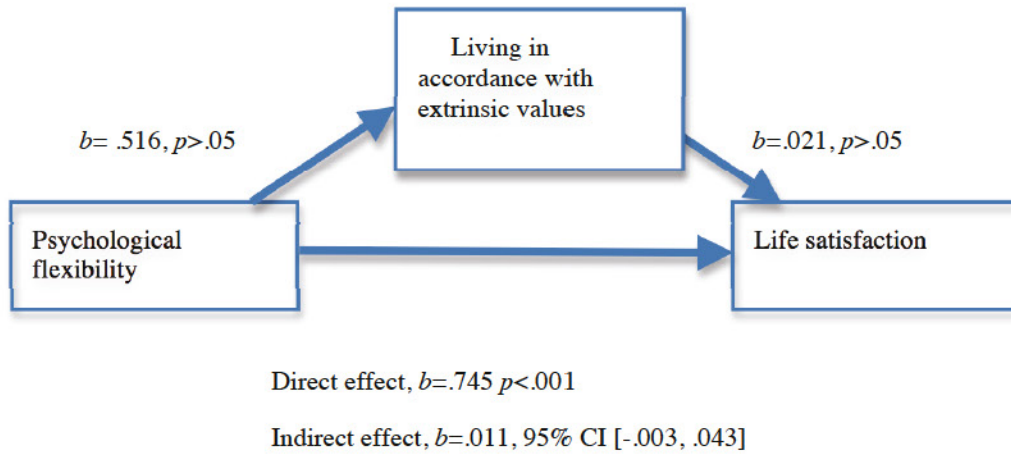 Living in
accordance with
extrinsic values
b= .516, p>.05
b=.021, p>.05
Psychological
flexibility
Life satisfaction
Direct effect, b=.745 p<.001
Indirect effect, b=.011, 95% CI [-.003, .043]